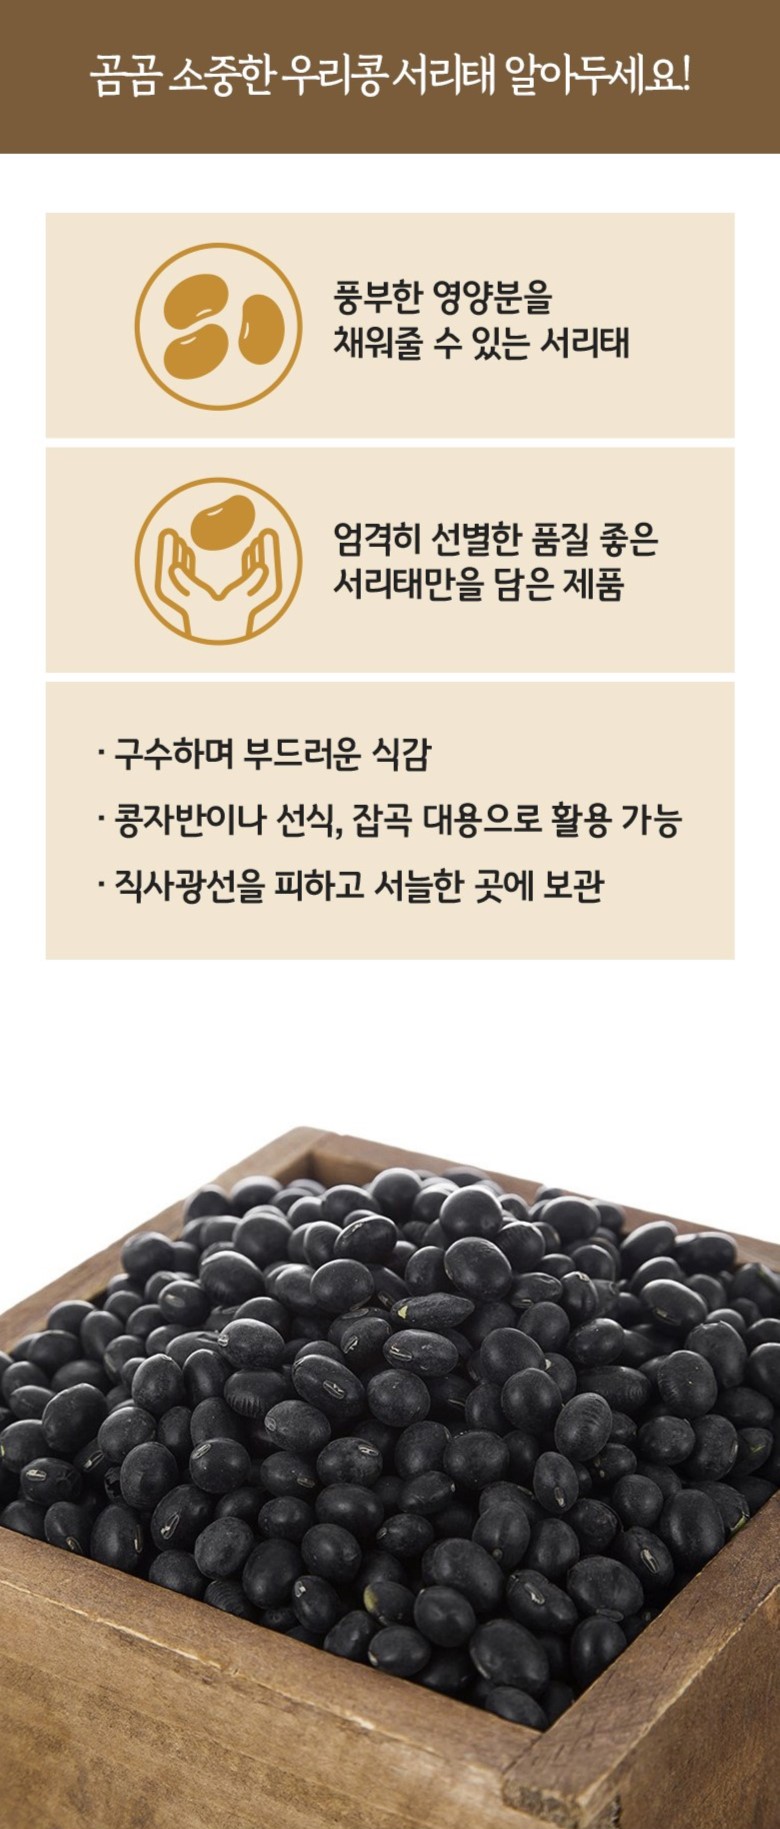 곰곰 소중한 우리콩 서리태 알아두세요!
풍부한 영양분을
채워줄 수 있는 서리태
엄격히 선별한 품질 좋은
서리태만을 담은 제품
· 구수하며 부드러운 식감
· 콩자반이나 선식, 잡곡 대용으로 활용 가능
· 직사광선을 피하고 서늘한 곳에 보관